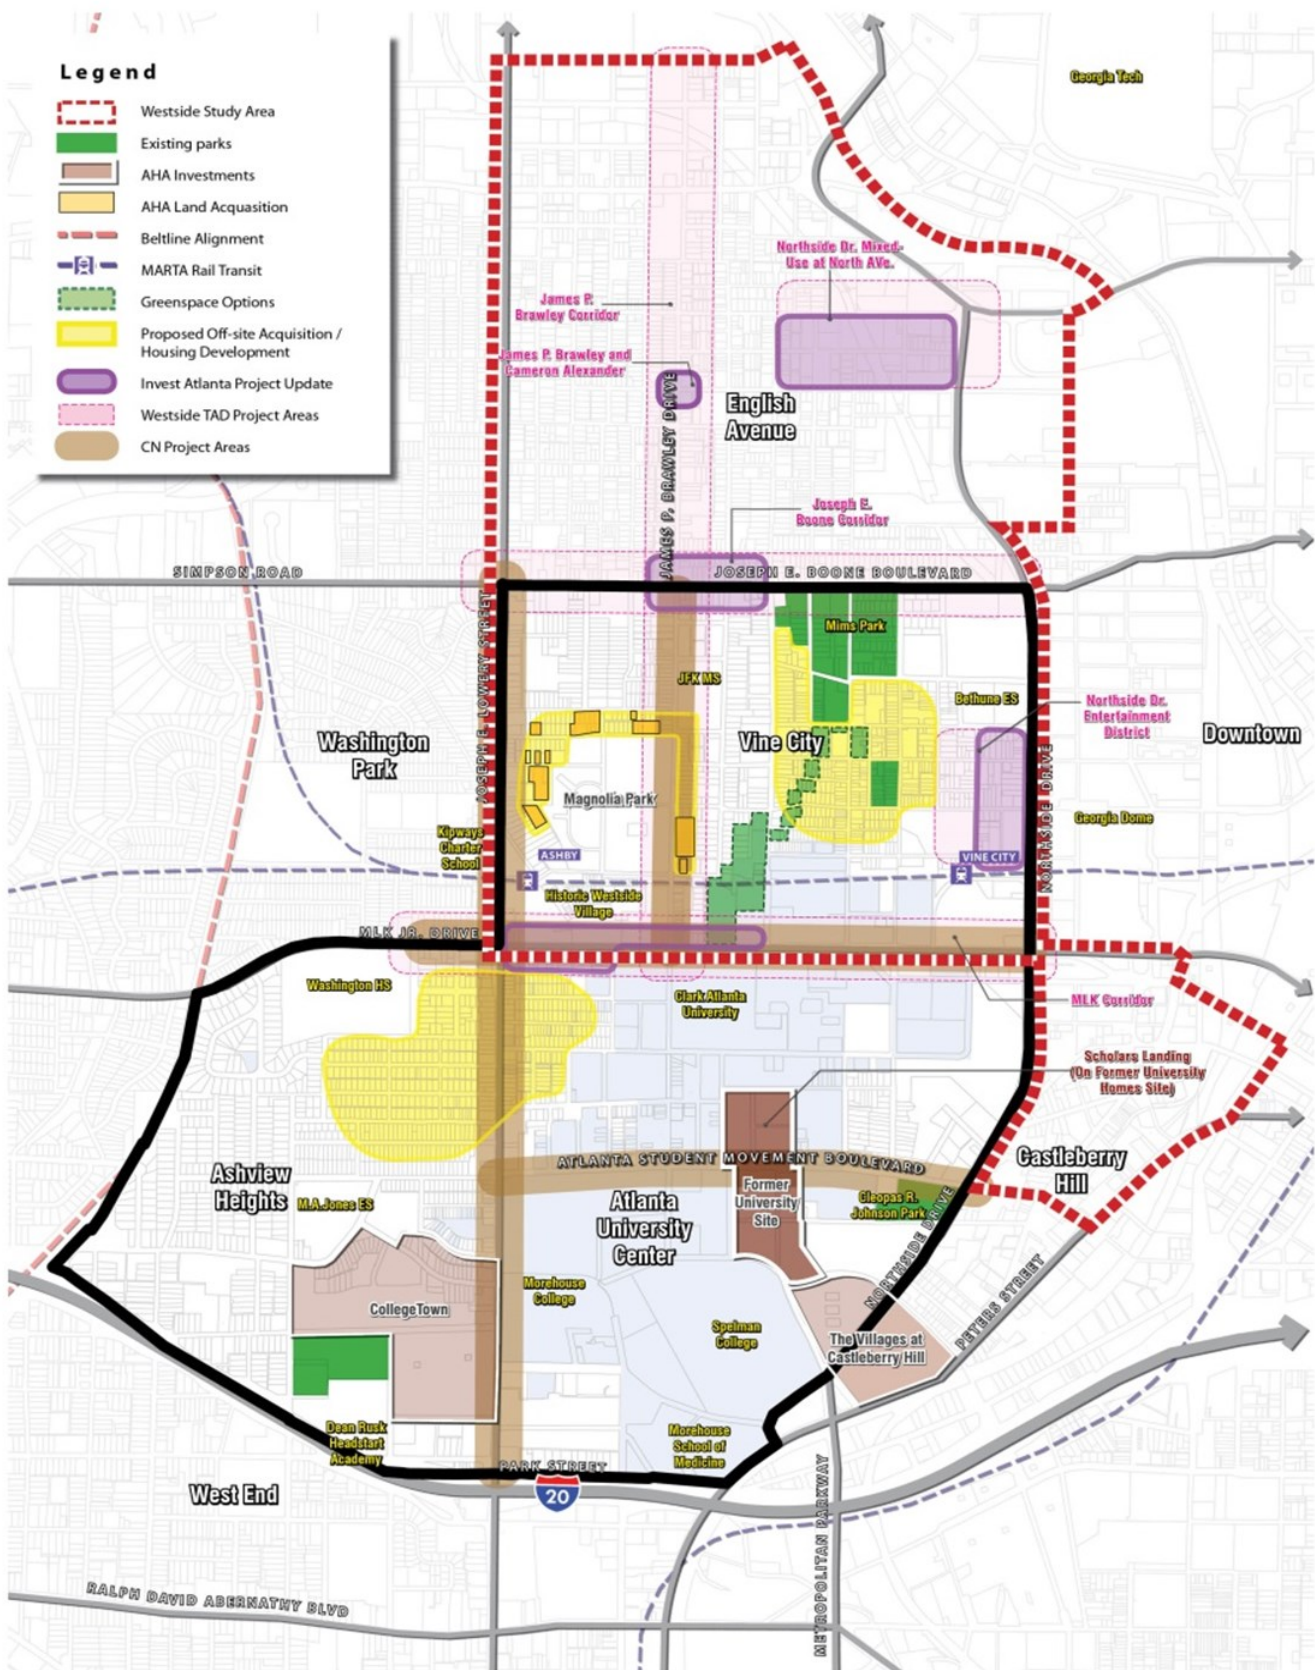 Legend
Westside Study Area
Existing parks
AHA Investments
AHA Land Acquasition
Beltline Alignment
MARTA Rail Transit
Greenspace Options
Proposed Off-site Acquisition /
Housing Development
Invest Atlanta Project Update
Westside TAD Project Areas
CN Project Areas
Georgia Tech
Northside Dr. Mixed-
Use at North AVe.
James P.
Brawley Corridor
James P. Brawley and
Cameron Alexander
JAMES P. BRAWLEY DRIVE
English
Avenue
Joseph E.
Boone Corridor
SIMPSON ROAD
JOSEPH E. BOONE BOULEVARD
JOSEPH E. LOWERY STREET
Mims Park
JFK MS
Bethune ES
Northside Dr.
Entertainment
District
Washington
Park
Vine City
Downtown
NORTHSIDE DRIVE
Magnolia Park
Georgia Dome
Kipways
Charter
School
ASHBY
VINE CITY
Historic Westside
Village
MLK JR. DRIVE
Washington HS
Clark Atlanta
University
MLK Corridor
Scholars Landing
(On Former University
Homes Site)
ATLANTA STUDENT MOVEMENT BOULEVARD
Castleberry
Hill
Ashview
Heights
M.A.Jones ES
Atlanta
University
Center
Former
University
Site
Cleopas R.
Johnson Park
NORTHSIDE DRIVE
PETERS STREET
Morehouse
College
CollegeTown
Spelman
College
The Villages at
Castleberry Hill
Dean Rusk
Headstart
Academy
Morehouse
School of
Medicine
PARK STREET
20
West End
METROPOLITAN PARKWAY
RALPH DAVID ABERNATHY BLVD